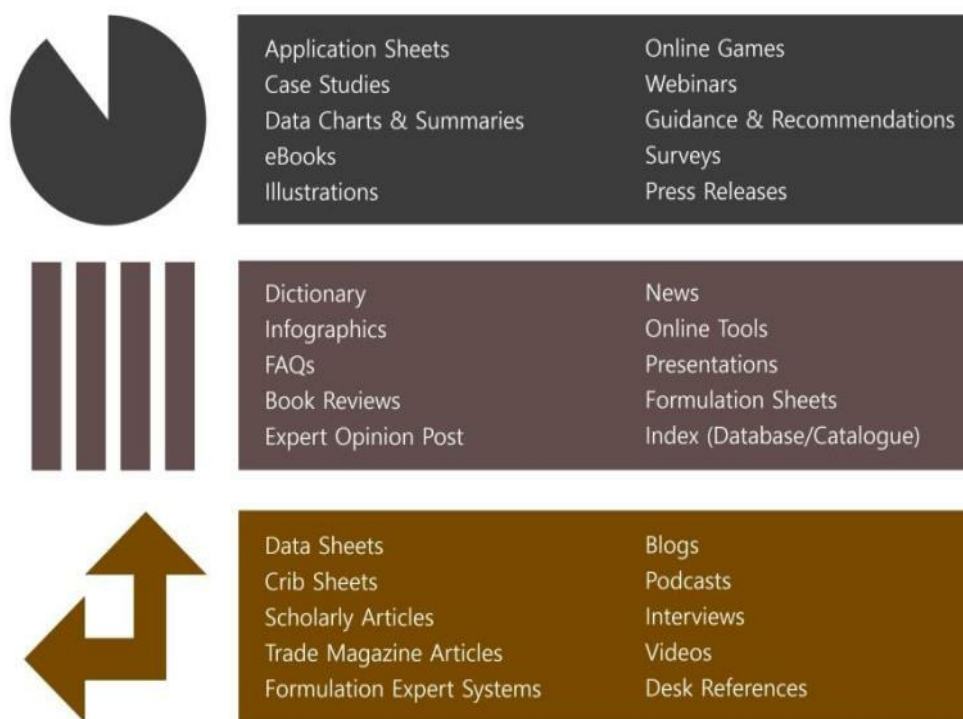 Application Sheets
Case Studies
Data Charts & Summaries
eBooks
Illustrations
Online Games
Webinars
Guidance & Recommendations
Surveys
Press Releases
Dictionary
Infographics
FAQs
Book Reviews
Expert Opinion Post
News
Online Tools
Presentations
Formulation Sheets
Index (Database/Catalogue)
Data Sheets
Crib Sheets
Scholarly Articles
Trade Magazine Articles
Formulation Expert Systems
Blogs
Podcasts
Interviews
Videos
Desk References